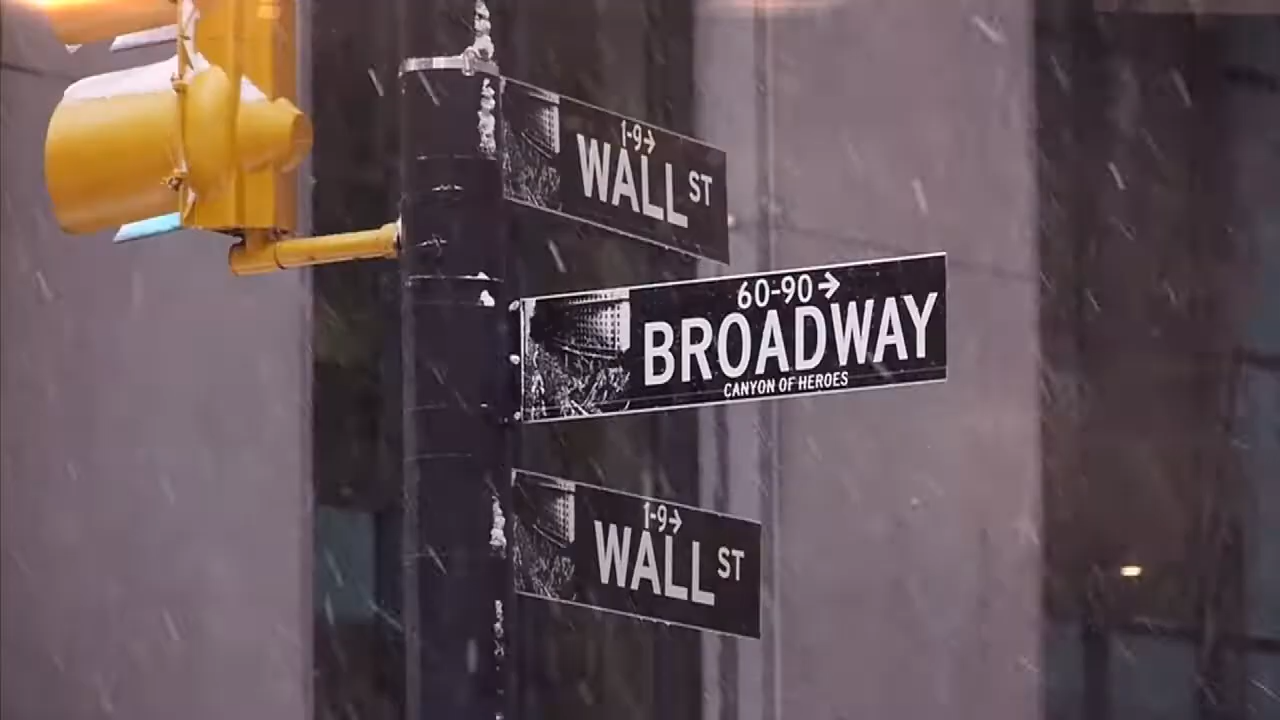 1-9→
WALL ST
60-90→
BROADWAY
CANYON OF HEROES
1-9→
WALL ST